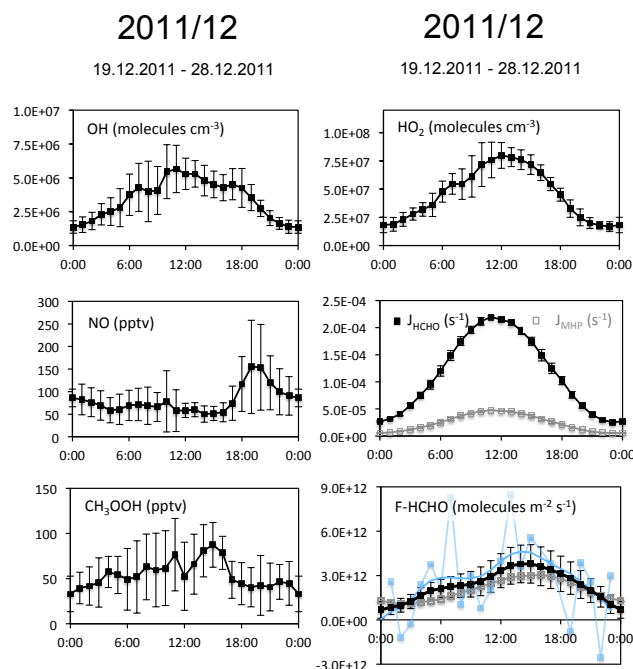 2011/12
19.12.2011 - 28.12.2011
2011/12
19.12.2011 - 28.12.2011
OH (molecules cm⁻³)
1.0E+07
7.5E+06
5.0E+06
2.5E+06
0.0E+00
0:00 6:00 12:00 18:00 0:00
HO₂ (molecules cm⁻³)
1.0E+08
7.5E+07
5.0E+07
2.5E+07
0.0E+00
0:00 6:00 12:00 18:00 0:00
NO (pptv)
300
250
200
150
100
50
0
0:00 6:00 12:00 18:00 0:00
J_HCHO (s⁻¹) J_MHP (s⁻¹)
2.5E-04
2.0E-04
1.5E-04
1.0E-04
5.0E-05
0.0E+00
0:00 6:00 12:00 18:00 0:00
CH₃OOH (pptv)
150
100
50
0
0:00 6:00 12:00 18:00 0:00
F-HCHO (molecules m⁻² s⁻¹)
9.0E+12
6.0E+12
3.0E+12
0.0E+00
-3.0E+12
0:00 6:00 12:00 18:00 0:00